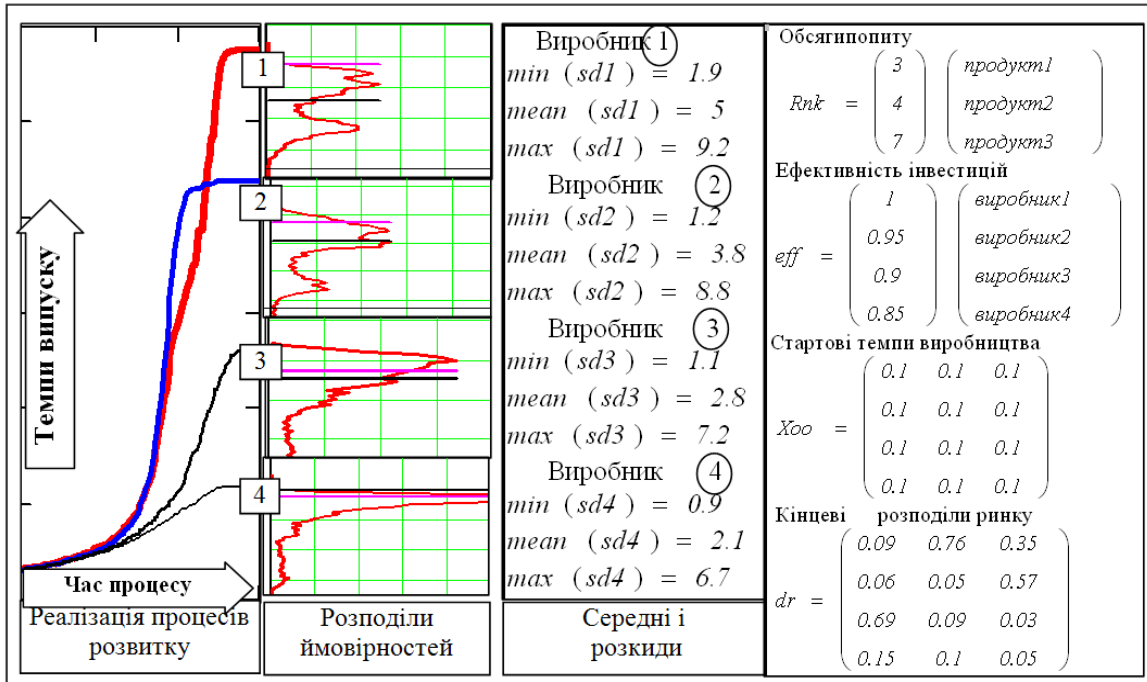 1
2
3
4
Темпи випуску
Час процесу
Реалізація процесів
розвитку
Розподіли
ймовірностей
Виробник 1
min (sd1) = 1.9
mean (sd1) = 5
max (sd1) = 9.2
Виробник 2
min (sd2) = 1.2
mean (sd2) = 3.8
max (sd2) = 8.8
Виробник 3
min (sd3) = 1.1
mean (sd3) = 2.8
max (sd3) = 7.2
Виробник 4
min (sd4) = 0.9
mean (sd4) = 2.1
max (sd4) = 6.7
Середні і
розкиди
Обсягипопиту
3 продукт1
Rnk = 4 продукт2
7 продукт3
Ефективність інвестицій
1 виробник1
0.95 виробник2
eff =
0.9 виробник3
0.85 виробник4
Стартові темпи виробництва
0.1 0.1 0.1
0.1 0.1 0.1
Xoo =
0.1 0.1 0.1
0.1 0.1 0.1
Кінцеві розподіли ринку
0.09 0.76 0.35
0.06 0.05 0.57
dr =
0.69 0.09 0.03
0.15 0.1 0.05